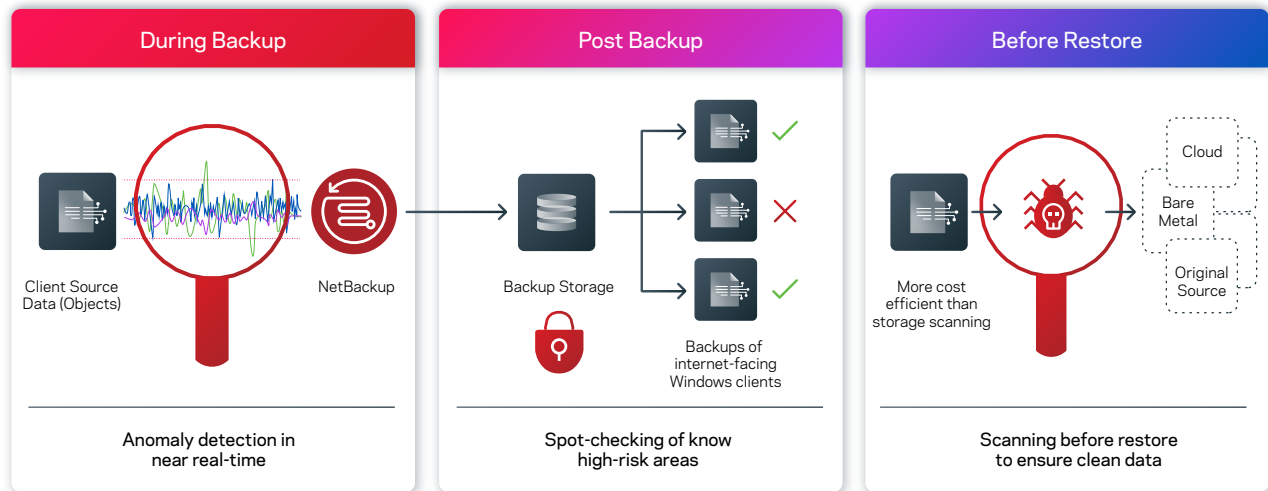 During Backup
Client Source
Data (Objects)
NetBackup
Anomaly detection in
near real-time
Post Backup
Backup Storage
Backups of
internet-facing
Windows clients
Spot-checking of know
high-risk areas
Before Restore
More cost
efficient than
storage scanning
Cloud
Bare
Metal
Original
Source
Scanning before restore
to ensure clean data